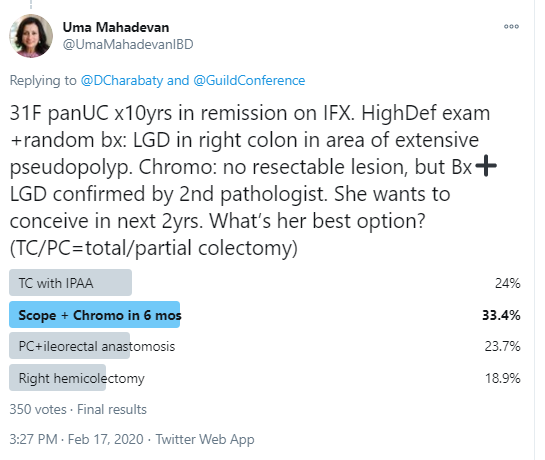 Uma Mahadevan
@UmaMahadevanIBD
Replying to @DCharabaty and @GuildConference
31F panUC x10yrs in remission on IFX. HighDef exam
+random bx: LGD in right colon in area of extensive
pseudopolyp. Chromo: no resectable lesion, but Bx➕
LGD confirmed by 2nd pathologist. She wants to
conceive in next 2yrs. What's her best option?
(TC/PC=total/partial colectomy)
TC with IPAA 24%
Scope + Chromo in 6 mos 33.4%
PC+ileorectal anastomosis 23.7%
Right hemicolectomy 18.9%
350 votes · Final results
3:27 PM · Feb 17, 2020 · Twitter Web App